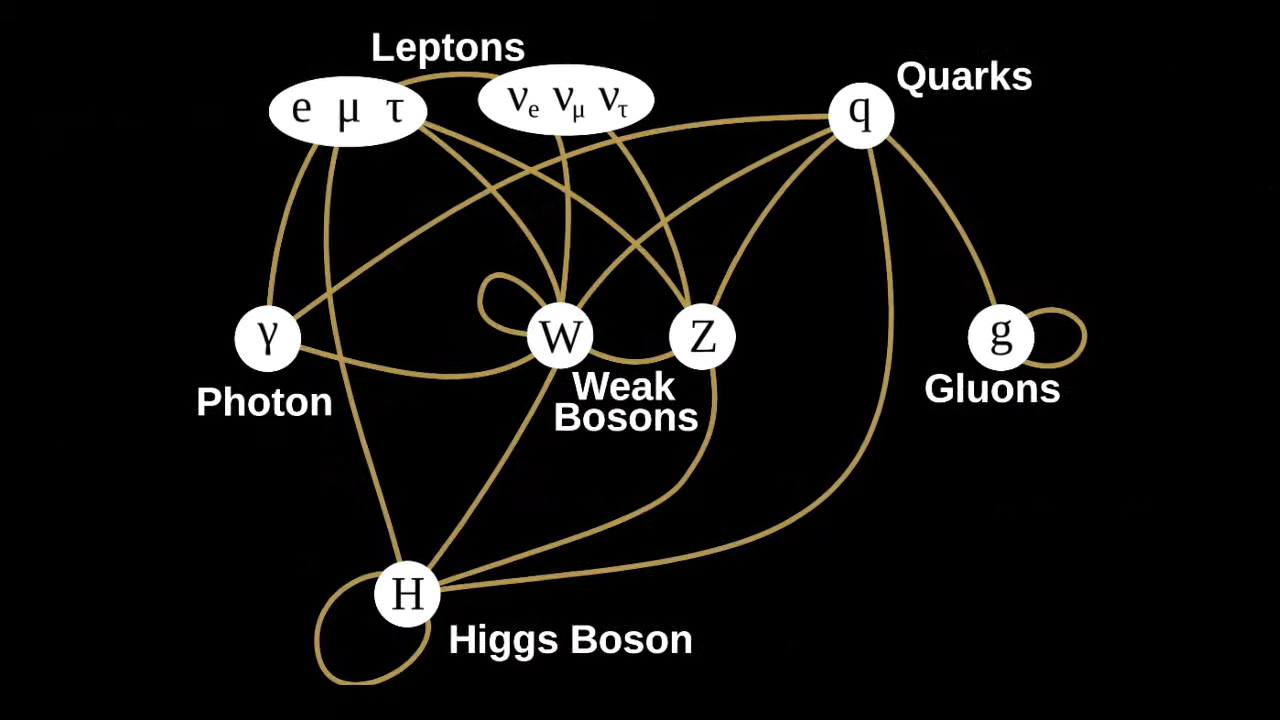 Leptons
e μ τ
νe νμ ντ
q
Quarks
γ
W
Z
g
Photon
Weak
Bosons
Gluons
H
Higgs Boson